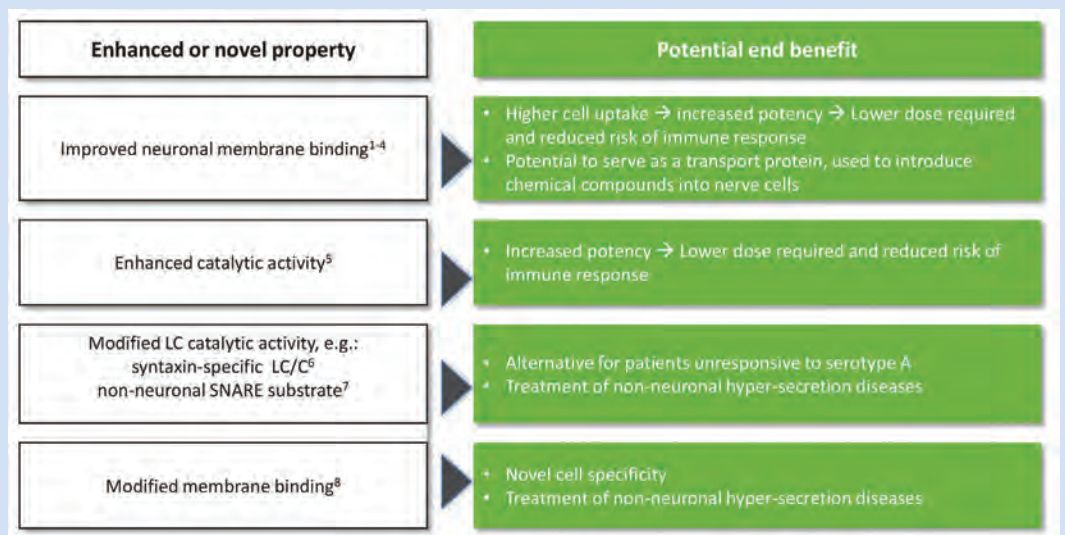 Enhanced or novel property
Potential end benefit
Improved neuronal membrane binding1-4
• Higher cell uptake → increased potency → Lower dose required
and reduced risk of immune response
• Potential to serve as a transport protein, used to introduce
chemical compounds into nerve cells
Enhanced catalytic activity5
• Increased potency → Lower dose required and reduced risk of
immune response
Modified LC catalytic activity, e.g.:
syntaxin-specific LC/C6
non-neuronal SNARE substrate7
• Alternative for patients unresponsive to serotype A
• Treatment of non-neuronal hyper-secretion diseases
Modified membrane binding8
• Novel cell specificity
• Treatment of non-neuronal hyper-secretion diseases